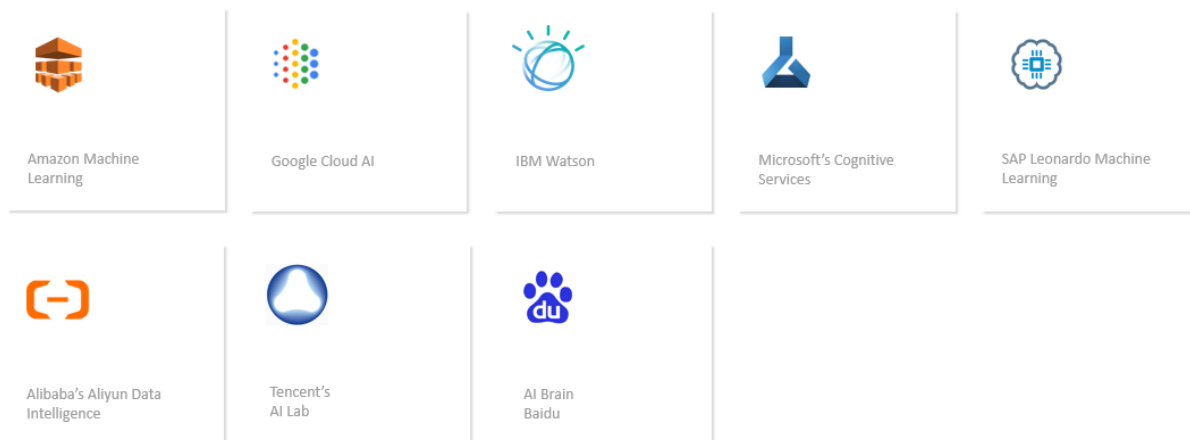 Amazon Machine
Learning
Google Cloud AI
IBM Watson
Microsoft’s Cognitive
Services
SAP Leonardo Machine
Learning
Alibaba’s Aliyun Data
Intelligence
Tencent’s
AI Lab
du
AI Brain
Baidu